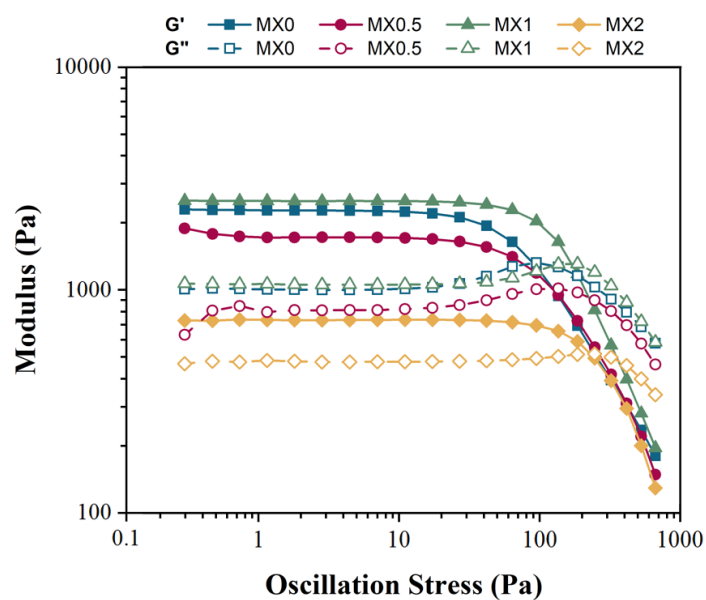 G' MX0 MX0.5 MX1 MX2
G" MX0 MX0.5 MX1 MX2
10000
1000
100
Modulus (Pa)
0.1 1 10 100 1000
Oscillation Stress (Pa)